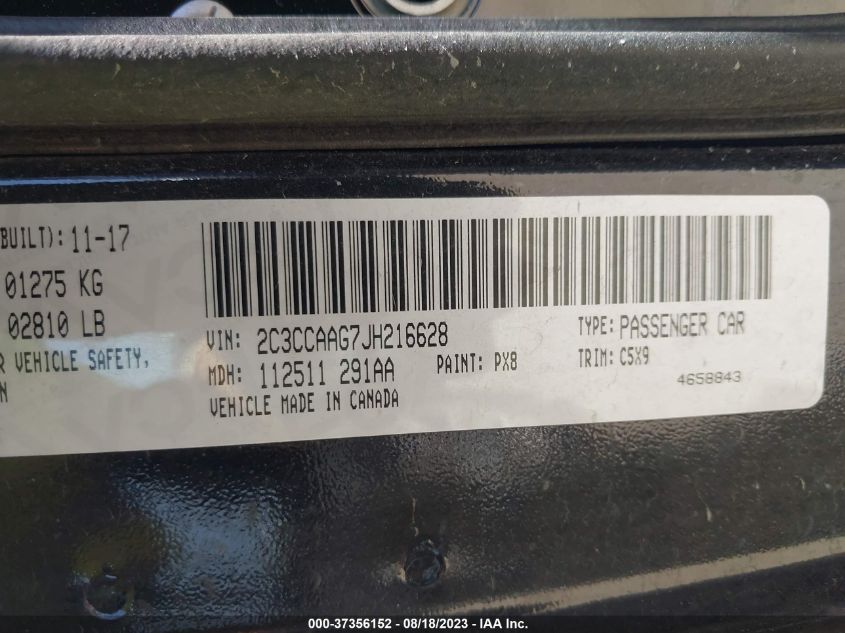 BUILT): 11-17
01275 KG
02810 LB
R VEHICLE SAFETY,
N
VIN: 2C3CCAAG7JH216628
TYPE: PASSENGER CAR
MDH: 112511 291AA
PAINT: PX8
TRIM: C5X9
VEHICLE MADE IN CANADA
4658843
000-37356152 - 08/18/2023 - IAA Inc.